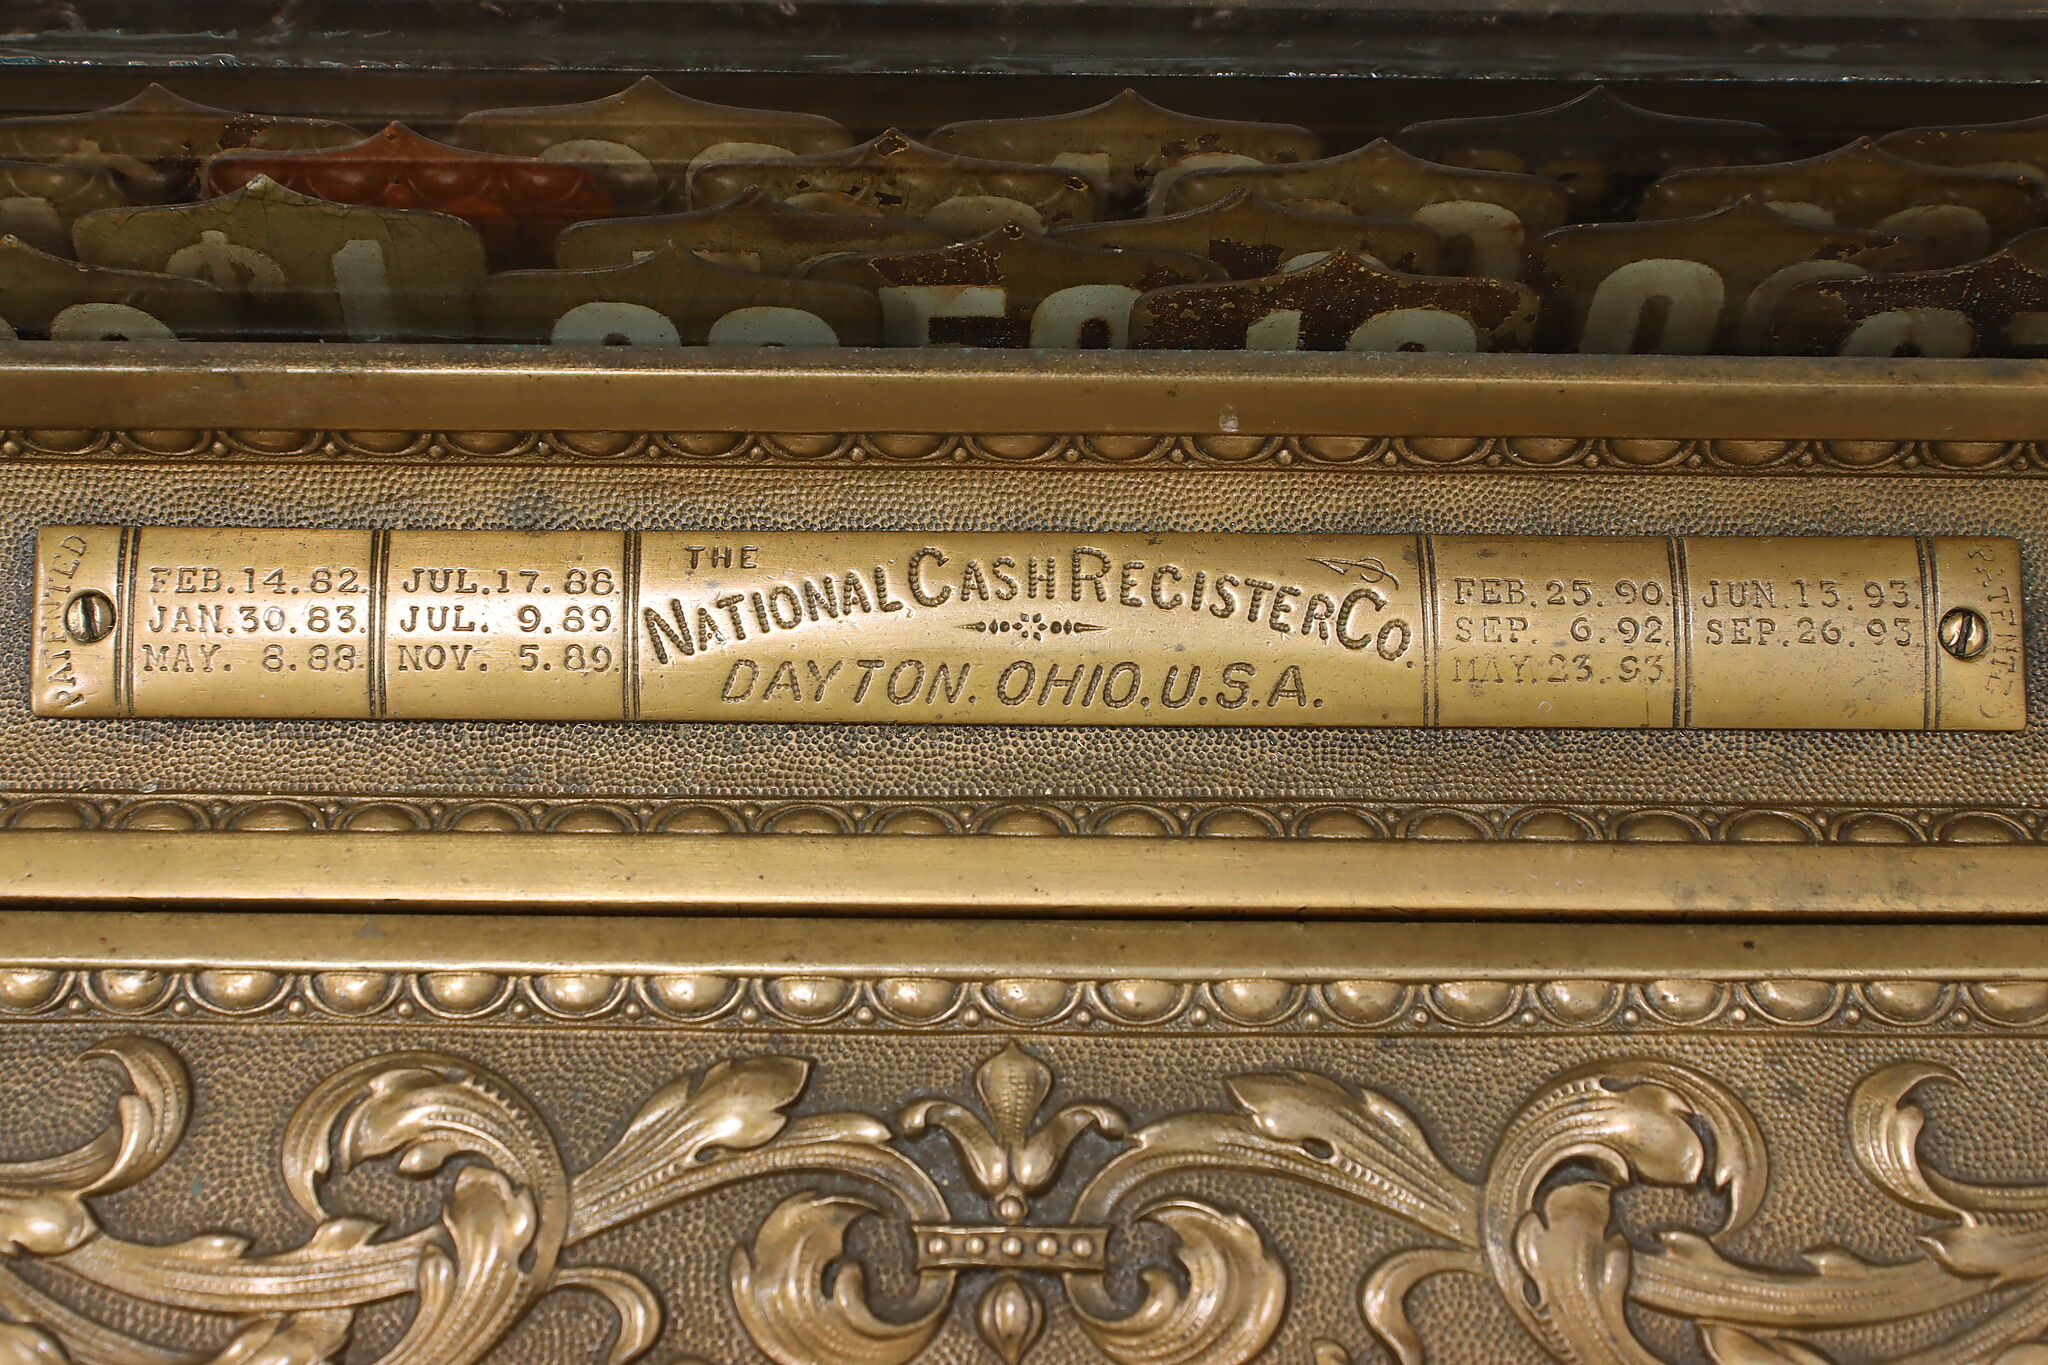 PATENTED
FEB.14.82.
JAN.30.83.
MAY. 8.88.
JUL.17.88.
JUL. 9.89.
NOV. 5.89.
THE
NATIONAL CASH REGISTER CO.
DAYTON. OHIO. U.S.A.
FEB.25.90.
SEP. 6.92.
MAY.23.93.
JUN.13.93.
SEP.26.93.
PATENTED